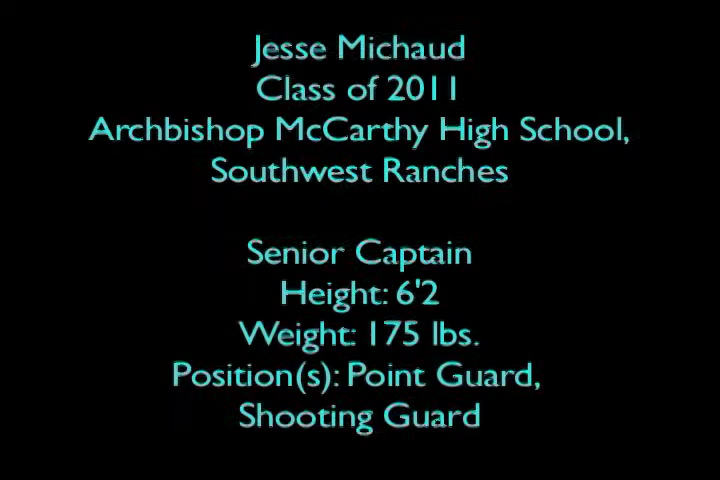 Jesse Michaud
Class of 2011
Archbishop McCarthy High School,
Southwest Ranches
Senior Captain
Height: 6'2
Weight: 175 lbs.
Position(s): Point Guard,
Shooting Guard